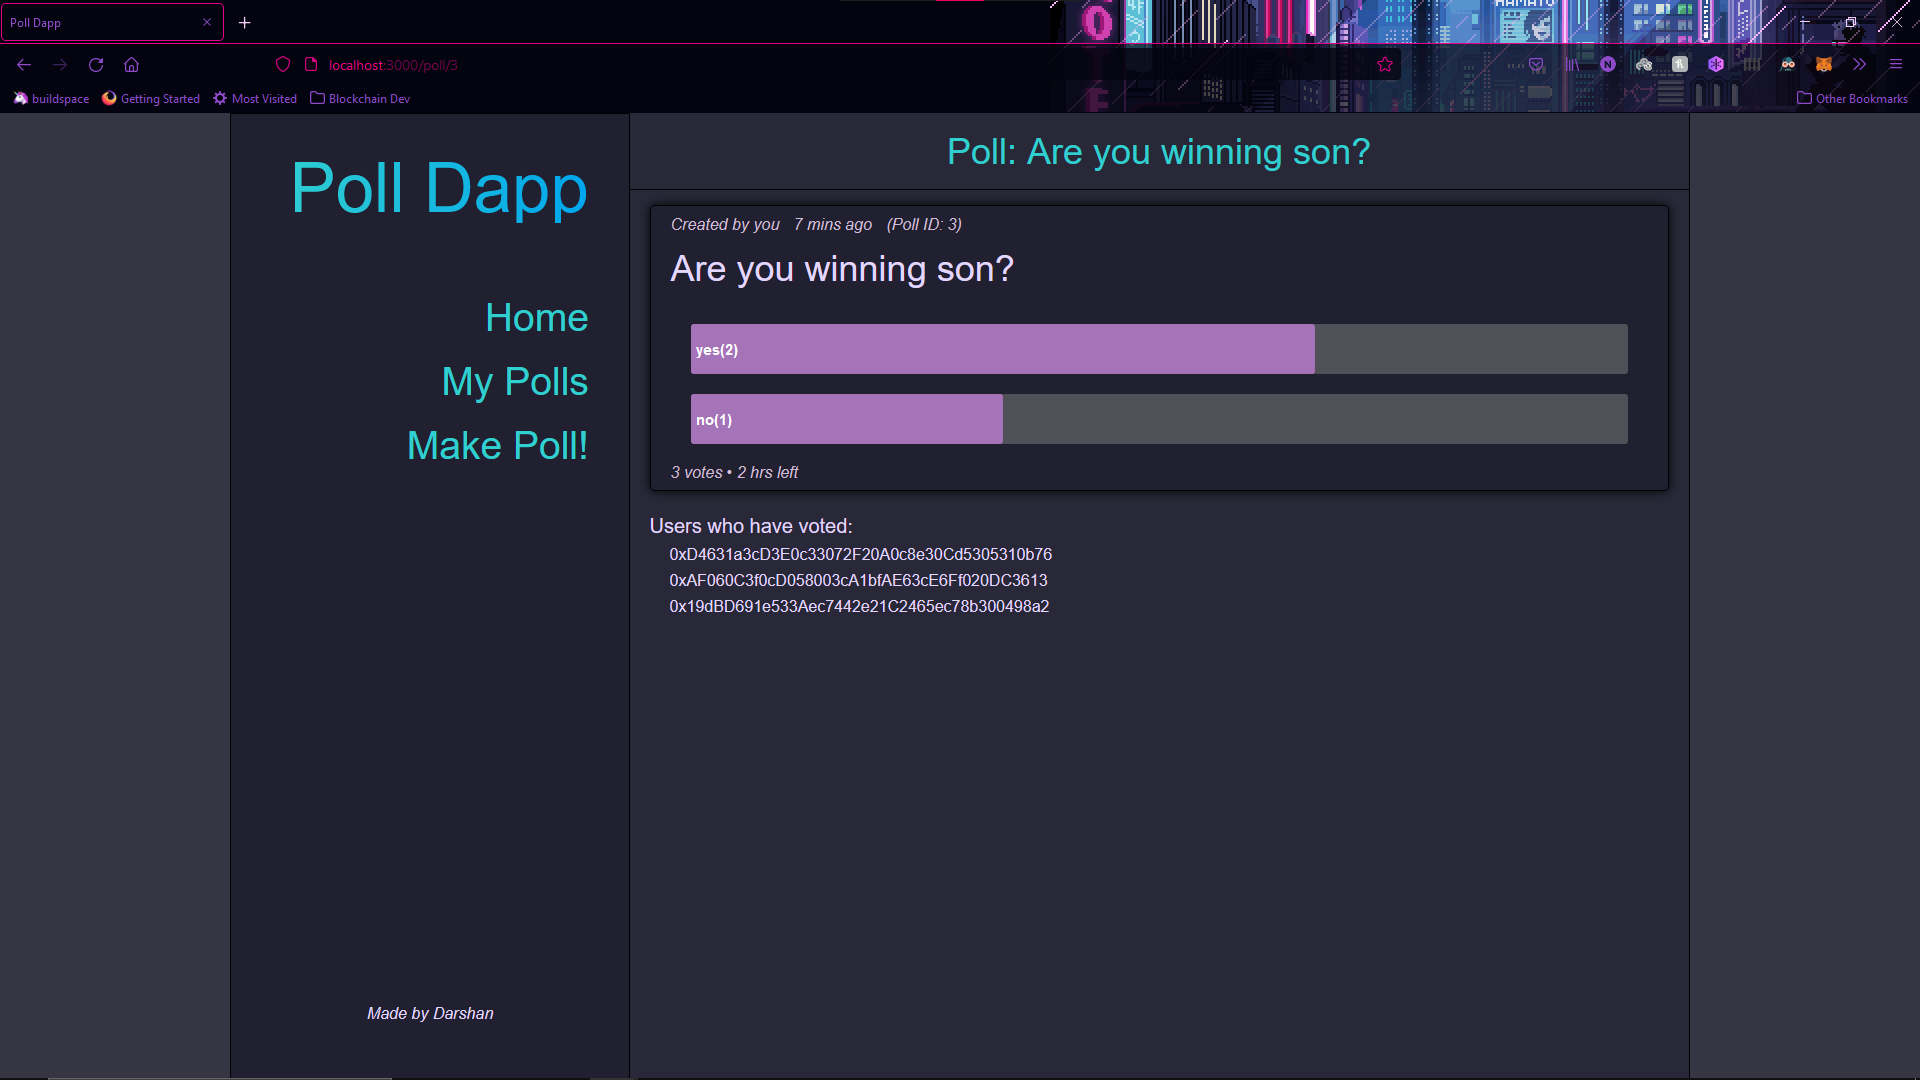 Poll Dapp
localhost:3000/poll/3
buildspace
Getting Started
Most Visited
Blockchain Dev
Other Bookmarks
Poll Dapp
Home
My Polls
Make Poll!
Made by Darshan
Poll: Are you winning son?
Created by you 7 mins ago (Poll ID: 3)
Are you winning son?
yes(2)
no(1)
3 votes • 2 hrs left
Users who have voted:
0xD4631a3cD3E0c33072F20A0c8e30Cd5305310b76
0xAF060C3f0cD058003cA1bfAE63cE6Ff020DC3613
0x19dBD691e533Aec7442e21C2465ec78b300498a2